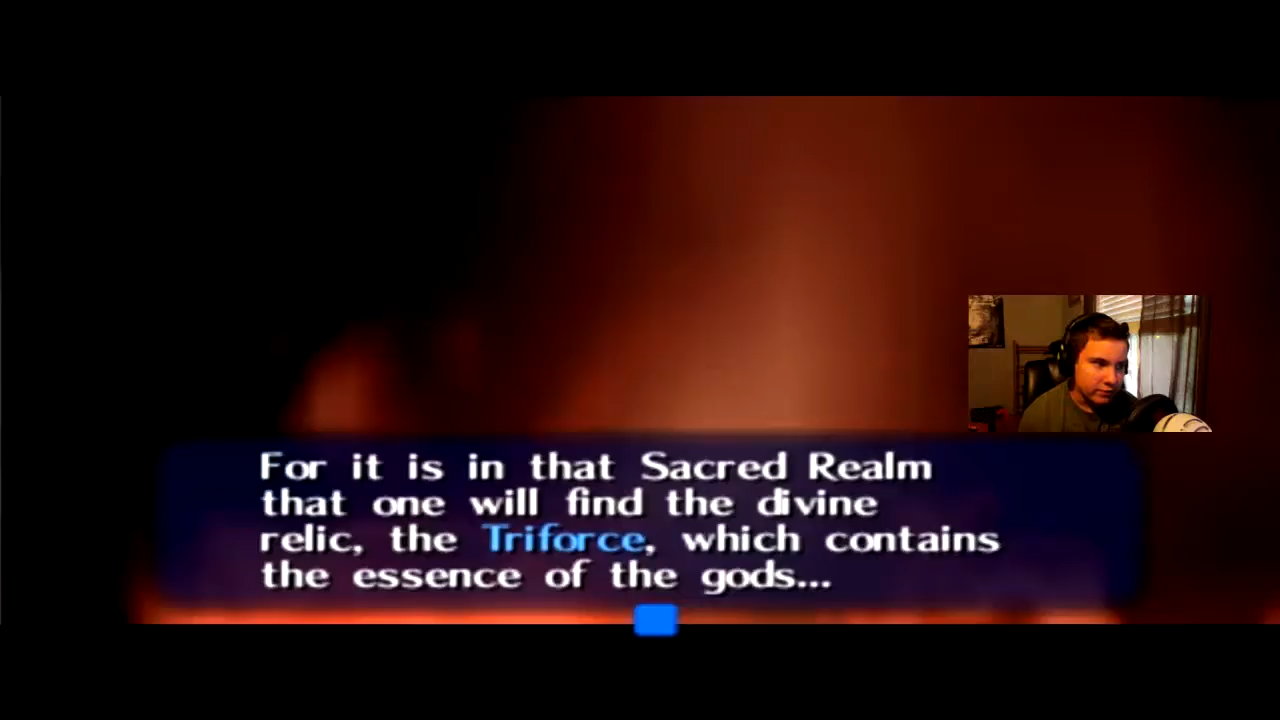 For it is in that Sacred Realm
that one will find the divine
relic, the Triforce, which contains
the essence of the gods...